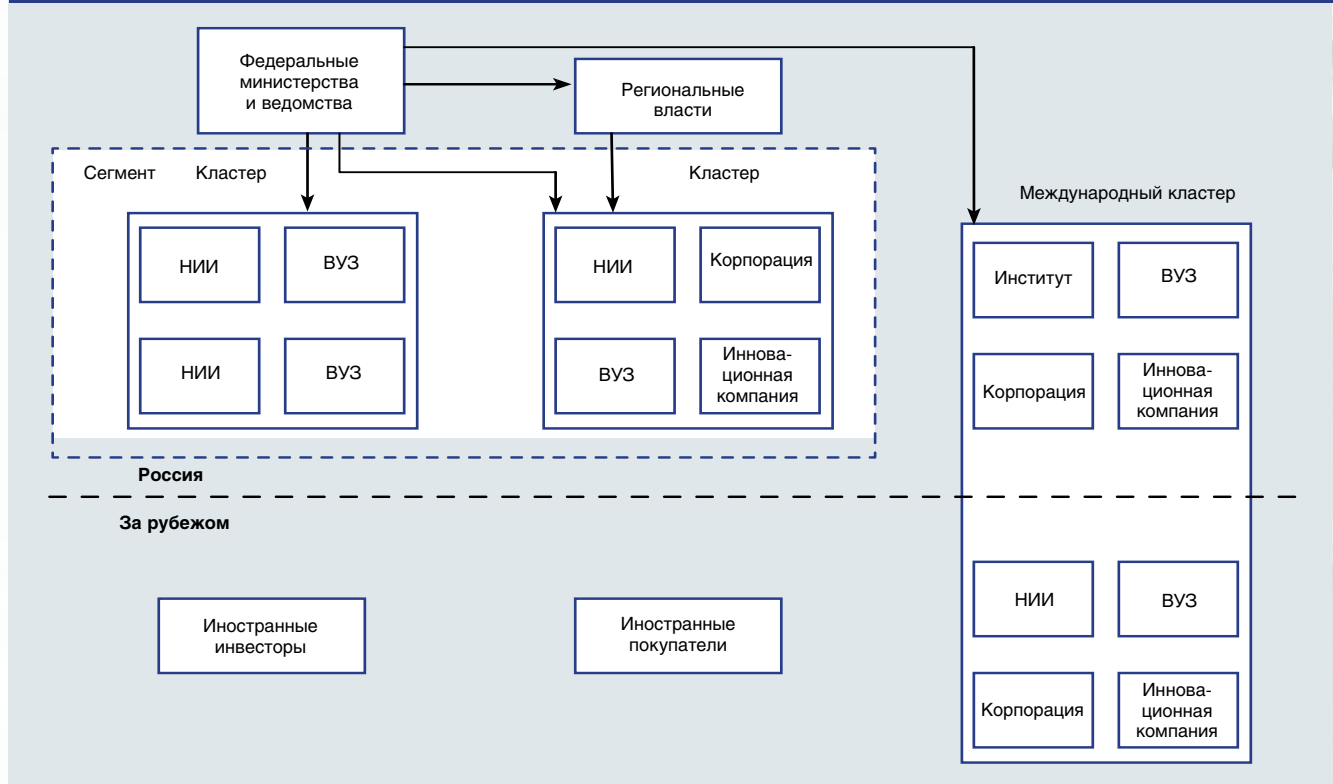 Федеральные
министерства
и ведомства
Региональные
власти
Сегмент
Кластер
Кластер
Международный кластер
НИИ
ВУЗ
НИИ
ВУЗ
НИИ
Корпорация
ВУЗ
Иннова-
ционная
компания
Институт
ВУЗ
Корпорация
Иннова-
ционная
компания
Россия
За рубежом
Иностранные
инвесторы
Иностранные
покупатели
НИИ
ВУЗ
Корпорация
Иннова-
ционная
компания